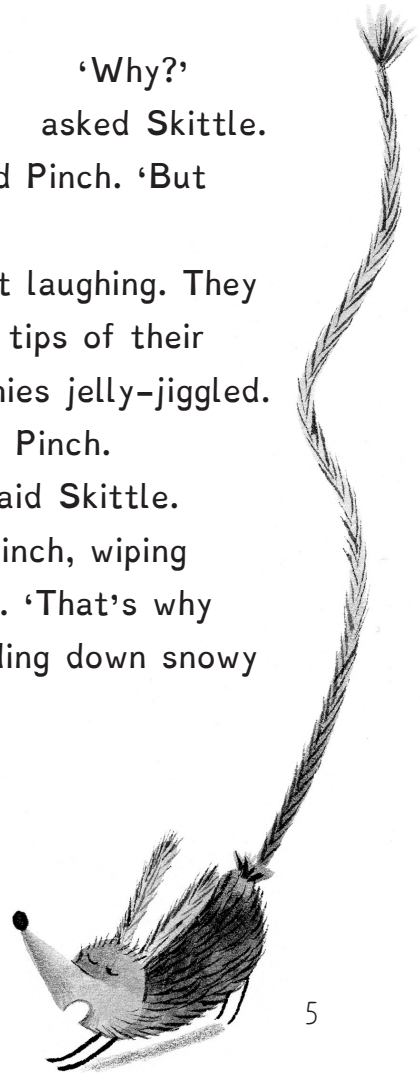 ‘Why?’
asked Skittle.
d Pinch. ‘But
t laughing. They
tips of their
nies jelly-jiggled.
Pinch.
aid Skittle.
inch, wiping
. ‘That’s why
ling down snowy
5